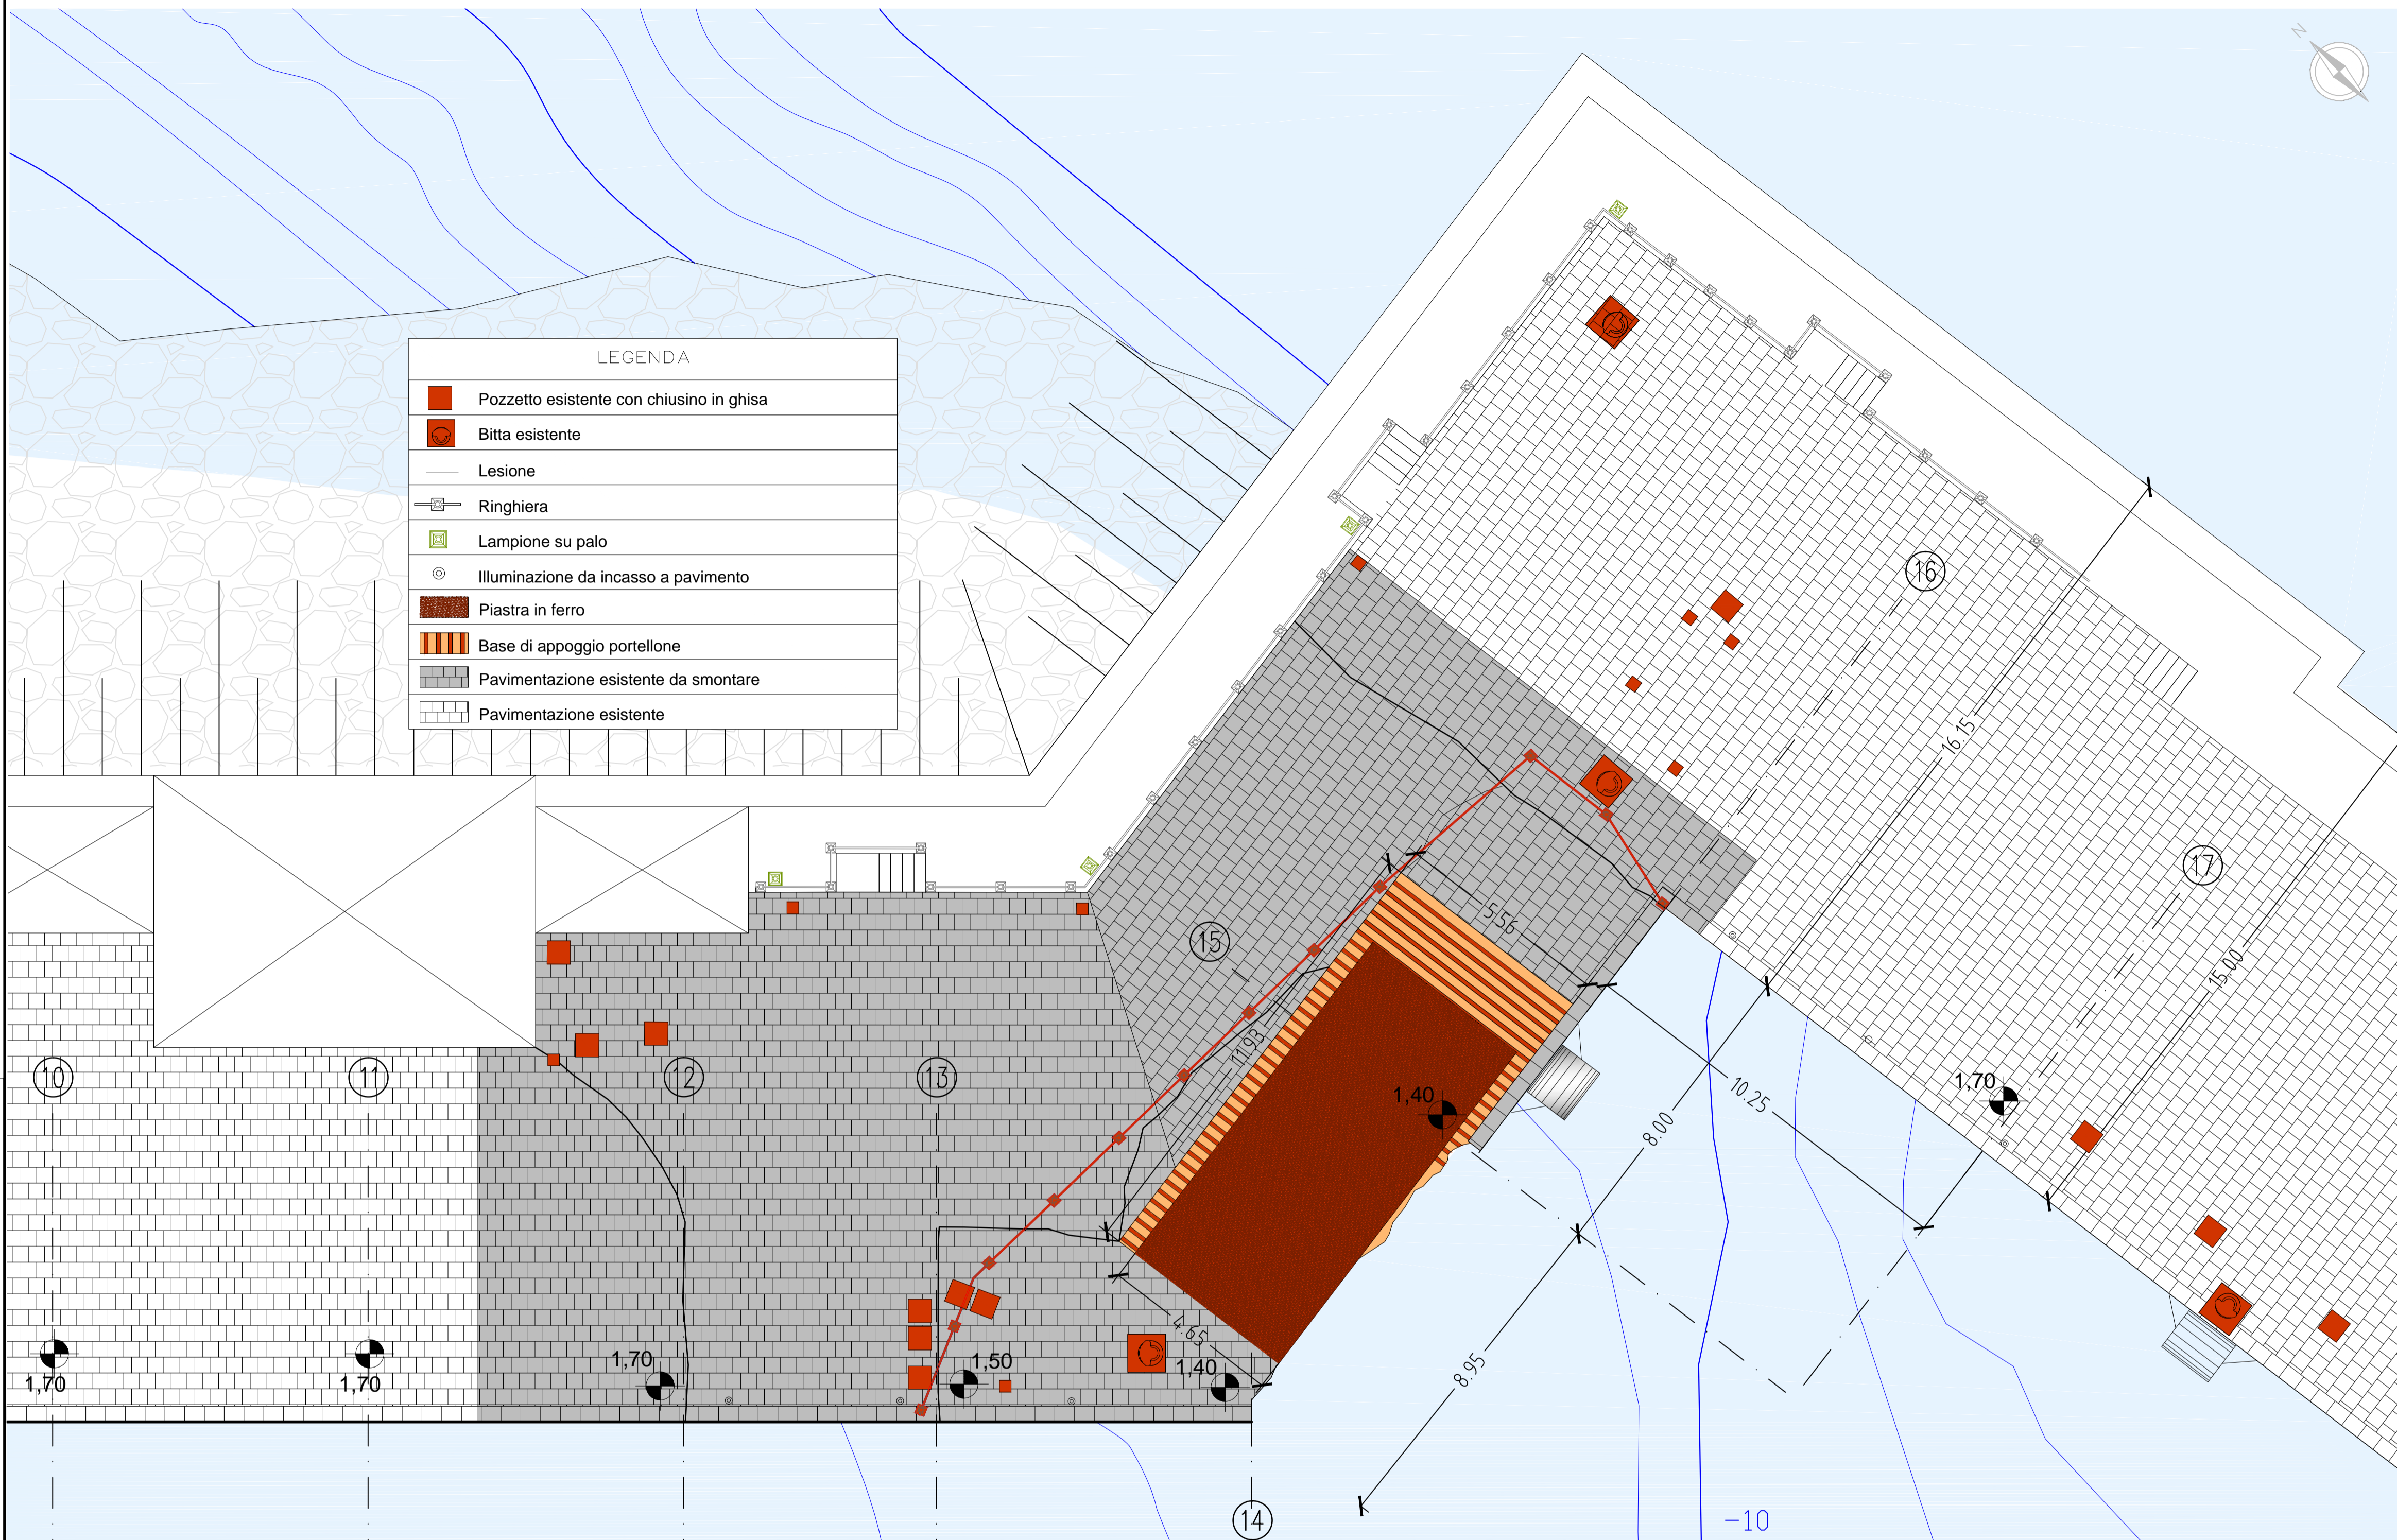 N
LEGENDA
Pozzetto esistente con chiusino in ghisa
Bitta esistente
Lesione
Ringhiera
Lampione su palo
Illuminazione da incasso a pavimento
Piastra in ferro
Base di appoggio portellone
Pavimentazione esistente da smontare
Pavimentazione esistente
16
16.15
17
15
5.56
15.00
11.93
10
11
12
13
1,40
10.25
1,70
8.00
4.65
8.95
1,70
1,70
1,70
1,50
1,40
14
-10